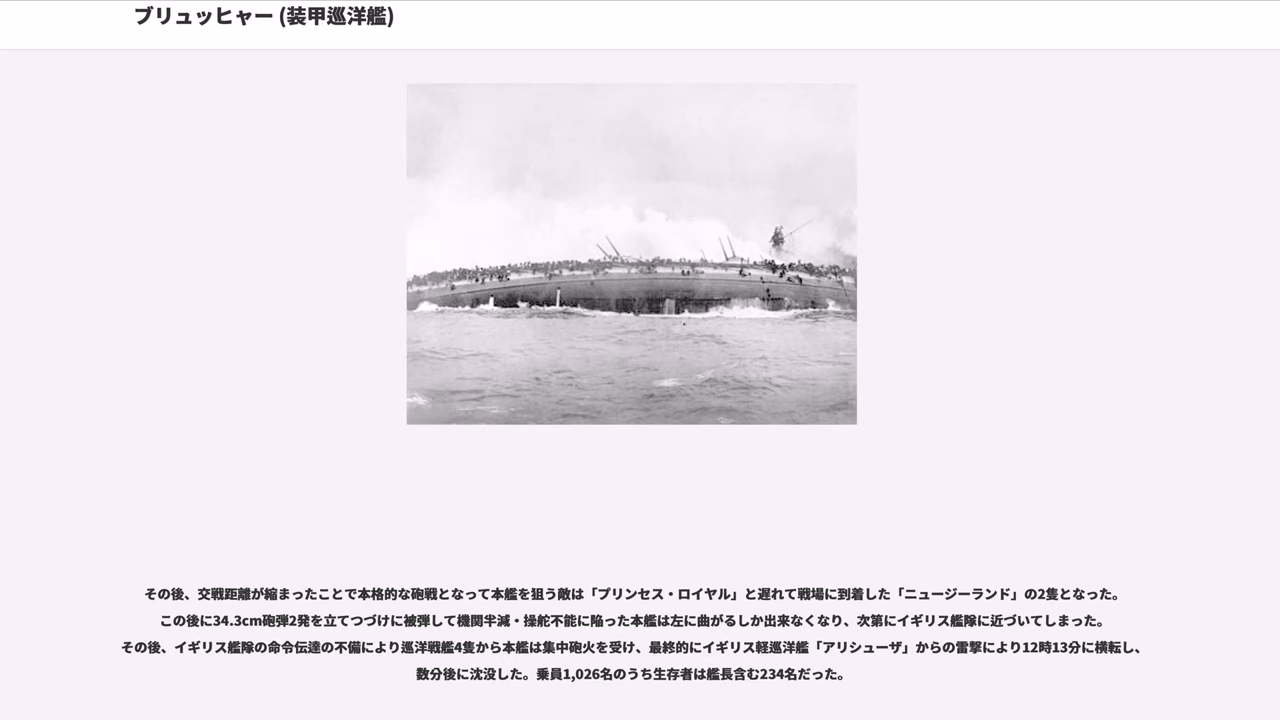 ブリュッヒャー (装甲巡洋艦)
その後、交戦距離が縮まったことで本格的な砲戦となって本艦を狙う敵は「プリンセス・ロイヤル」と遅れて戦場に到着した「ニュージーランド」の2隻となった。
この後に34.3cm砲弾2発を立てつづけに被弾して機関半減・操舵不能に陥った本艦は左に曲がるしか出来なくなり、次第にイギリス艦隊に近づいてしまった。
その後、イギリス艦隊の命令伝達の不備により巡洋戦艦4隻から本艦は集中砲火を受け、最終的にイギリス軽巡洋艦「アリシューザ」からの雷撃により12時13分に横転し、
数分後に沈没した。乗員1,026名のうち生存者は艦長含む234名だった。